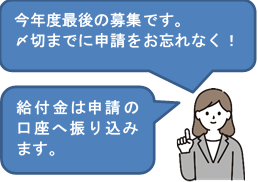 今年度最後の募集です。
〆切までに申請をお忘れなく！
給付金は申請の
口座へ振り込み
ます。